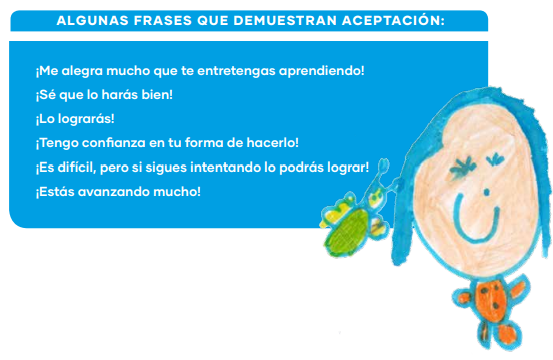 ALGUNAS FRASES QUE DEMUESTRAN ACEPTACIÓN:
¡Me alegra mucho que te entretengas aprendiendo!
¡Sé que lo harás bien!
¡Lo lograrás!
¡Tengo confianza en tu forma de hacerlo!
¡Es difícil, pero si sigues intentando lo podrás lograr!
¡Estás avanzando mucho!